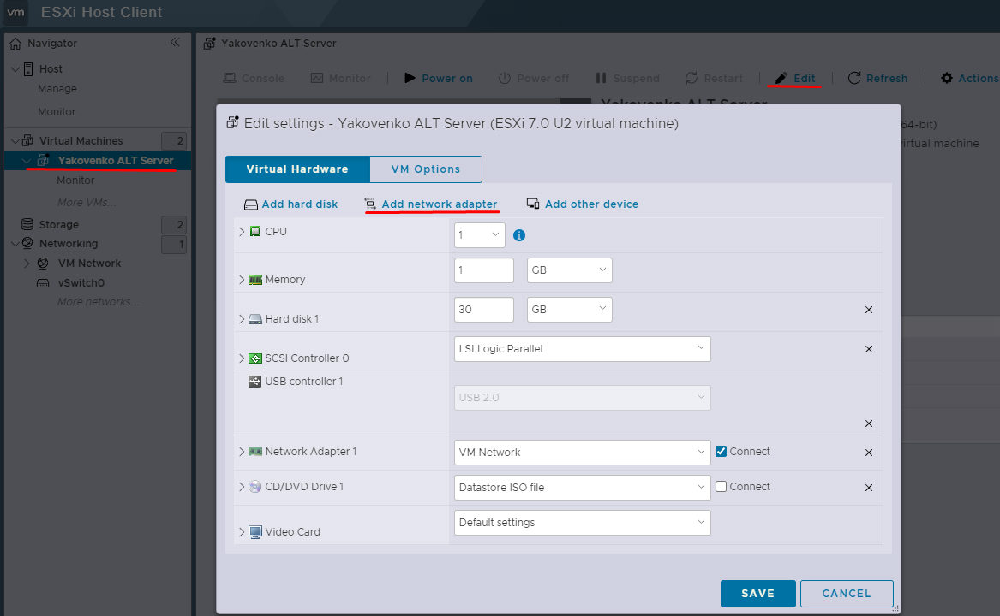 vm ESXi Host Client
Navigator
Host
Manage
Monitor
Virtual Machines 2
Yakovenko ALT Server
Monitor
More VMs...
Storage 2
Networking 1
VM Network
vSwitch0
More networks...
Yakovenko ALT Server
Console Monitor Power on Power off Suspend Restart Edit Refresh Actions
Yakovenko ALT Server
64-bit)
virtual machine
Edit settings - Yakovenko ALT Server (ESXi 7.0 U2 virtual machine)
Virtual Hardware VM Options
Add hard disk Add network adapter Add other device
CPU 1
Memory 1 GB
Hard disk 1 30 GB
SCSI Controller 0 LSI Logic Parallel
USB controller 1
USB 2.0
Network Adapter 1 VM Network Connect
CD/DVD Drive 1 Datastore ISO file Connect
Video Card Default settings
SAVE CANCEL